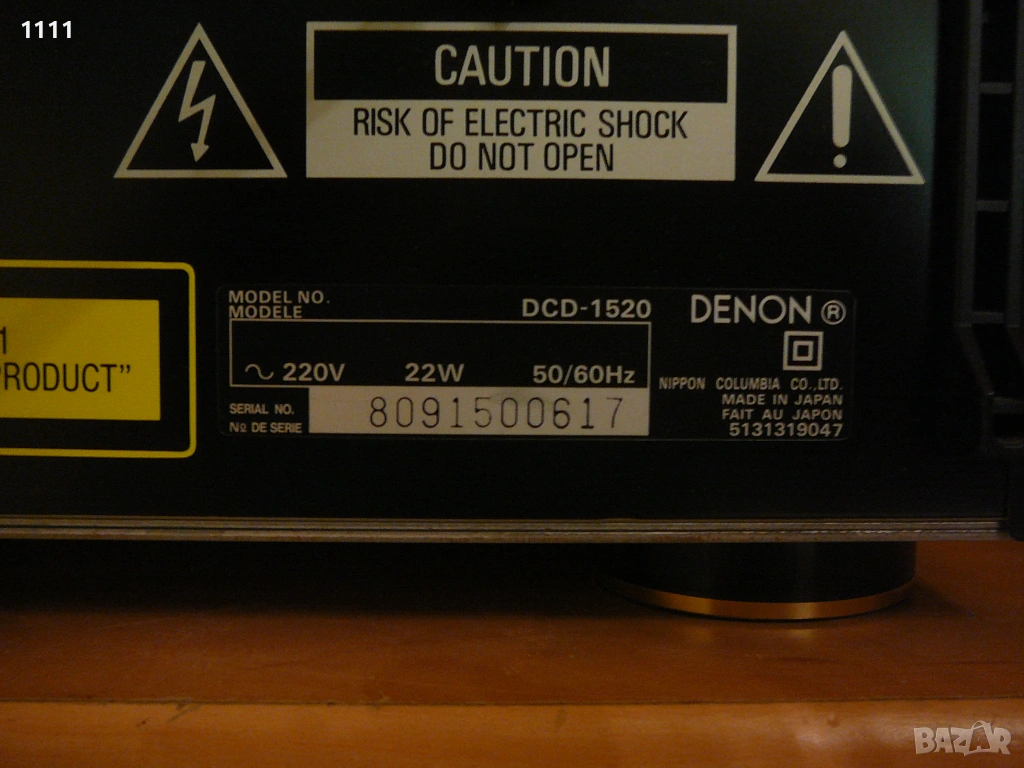 1111
CAUTION
RISK OF ELECTRIC SHOCK
DO NOT OPEN
1
PRODUCT”
MODEL NO.
MODELE
DCD-1520
220V 22W 50/60Hz
SERIAL NO.
No DE SERIE
8091500617
DENON ®
NIPPON COLUMBIA CO.,LTD.
MADE IN JAPAN
FAIT AU JAPON
5131319047
BAZAR